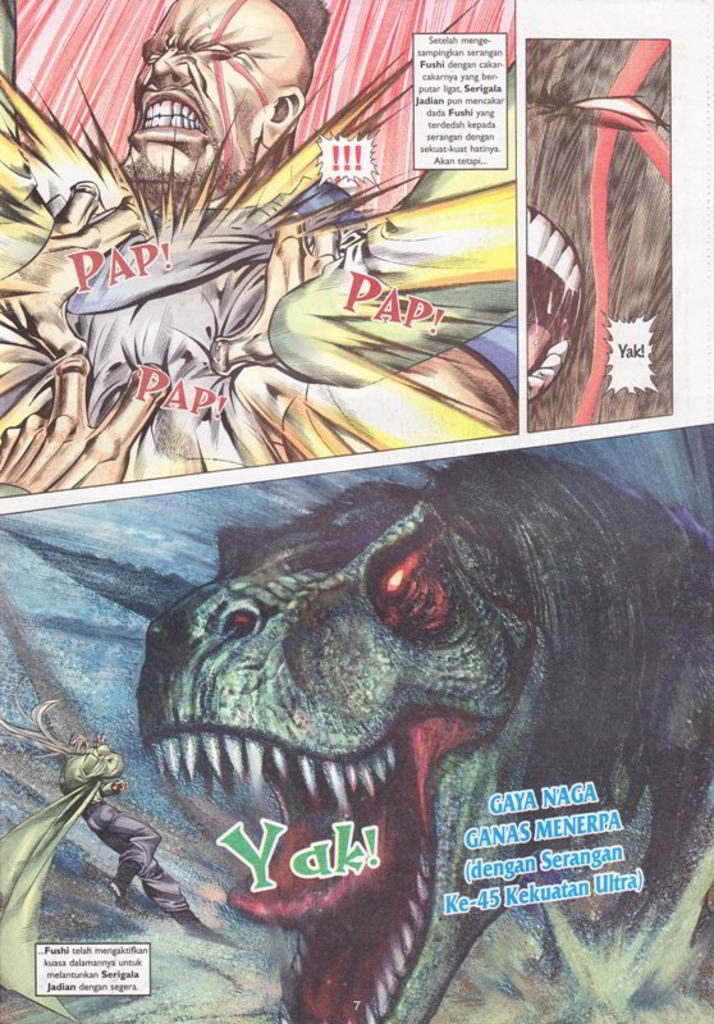 Setelah menge-
sampingkan serangan
Fushi dengan cakar-
cakarnya yang ber-
putar ligat, Serigala
Jadian pun mencakar
dada Fushi yang
terdedah kepada
serangan dengan
sekuat-kuat hatinya.
Akan tetapi...
!!!
PAP!
PAP!
PAP!
Yak!
Yak!
GAYA NAGA
GANAS MENERPA
(dengan Serangan
Ke-45 Kekuatan Ultra)
...Fushi telah mengaktifkan
kuasa dalamannya untuk
melantunkan Serigala
Jadian dengan segera.
7